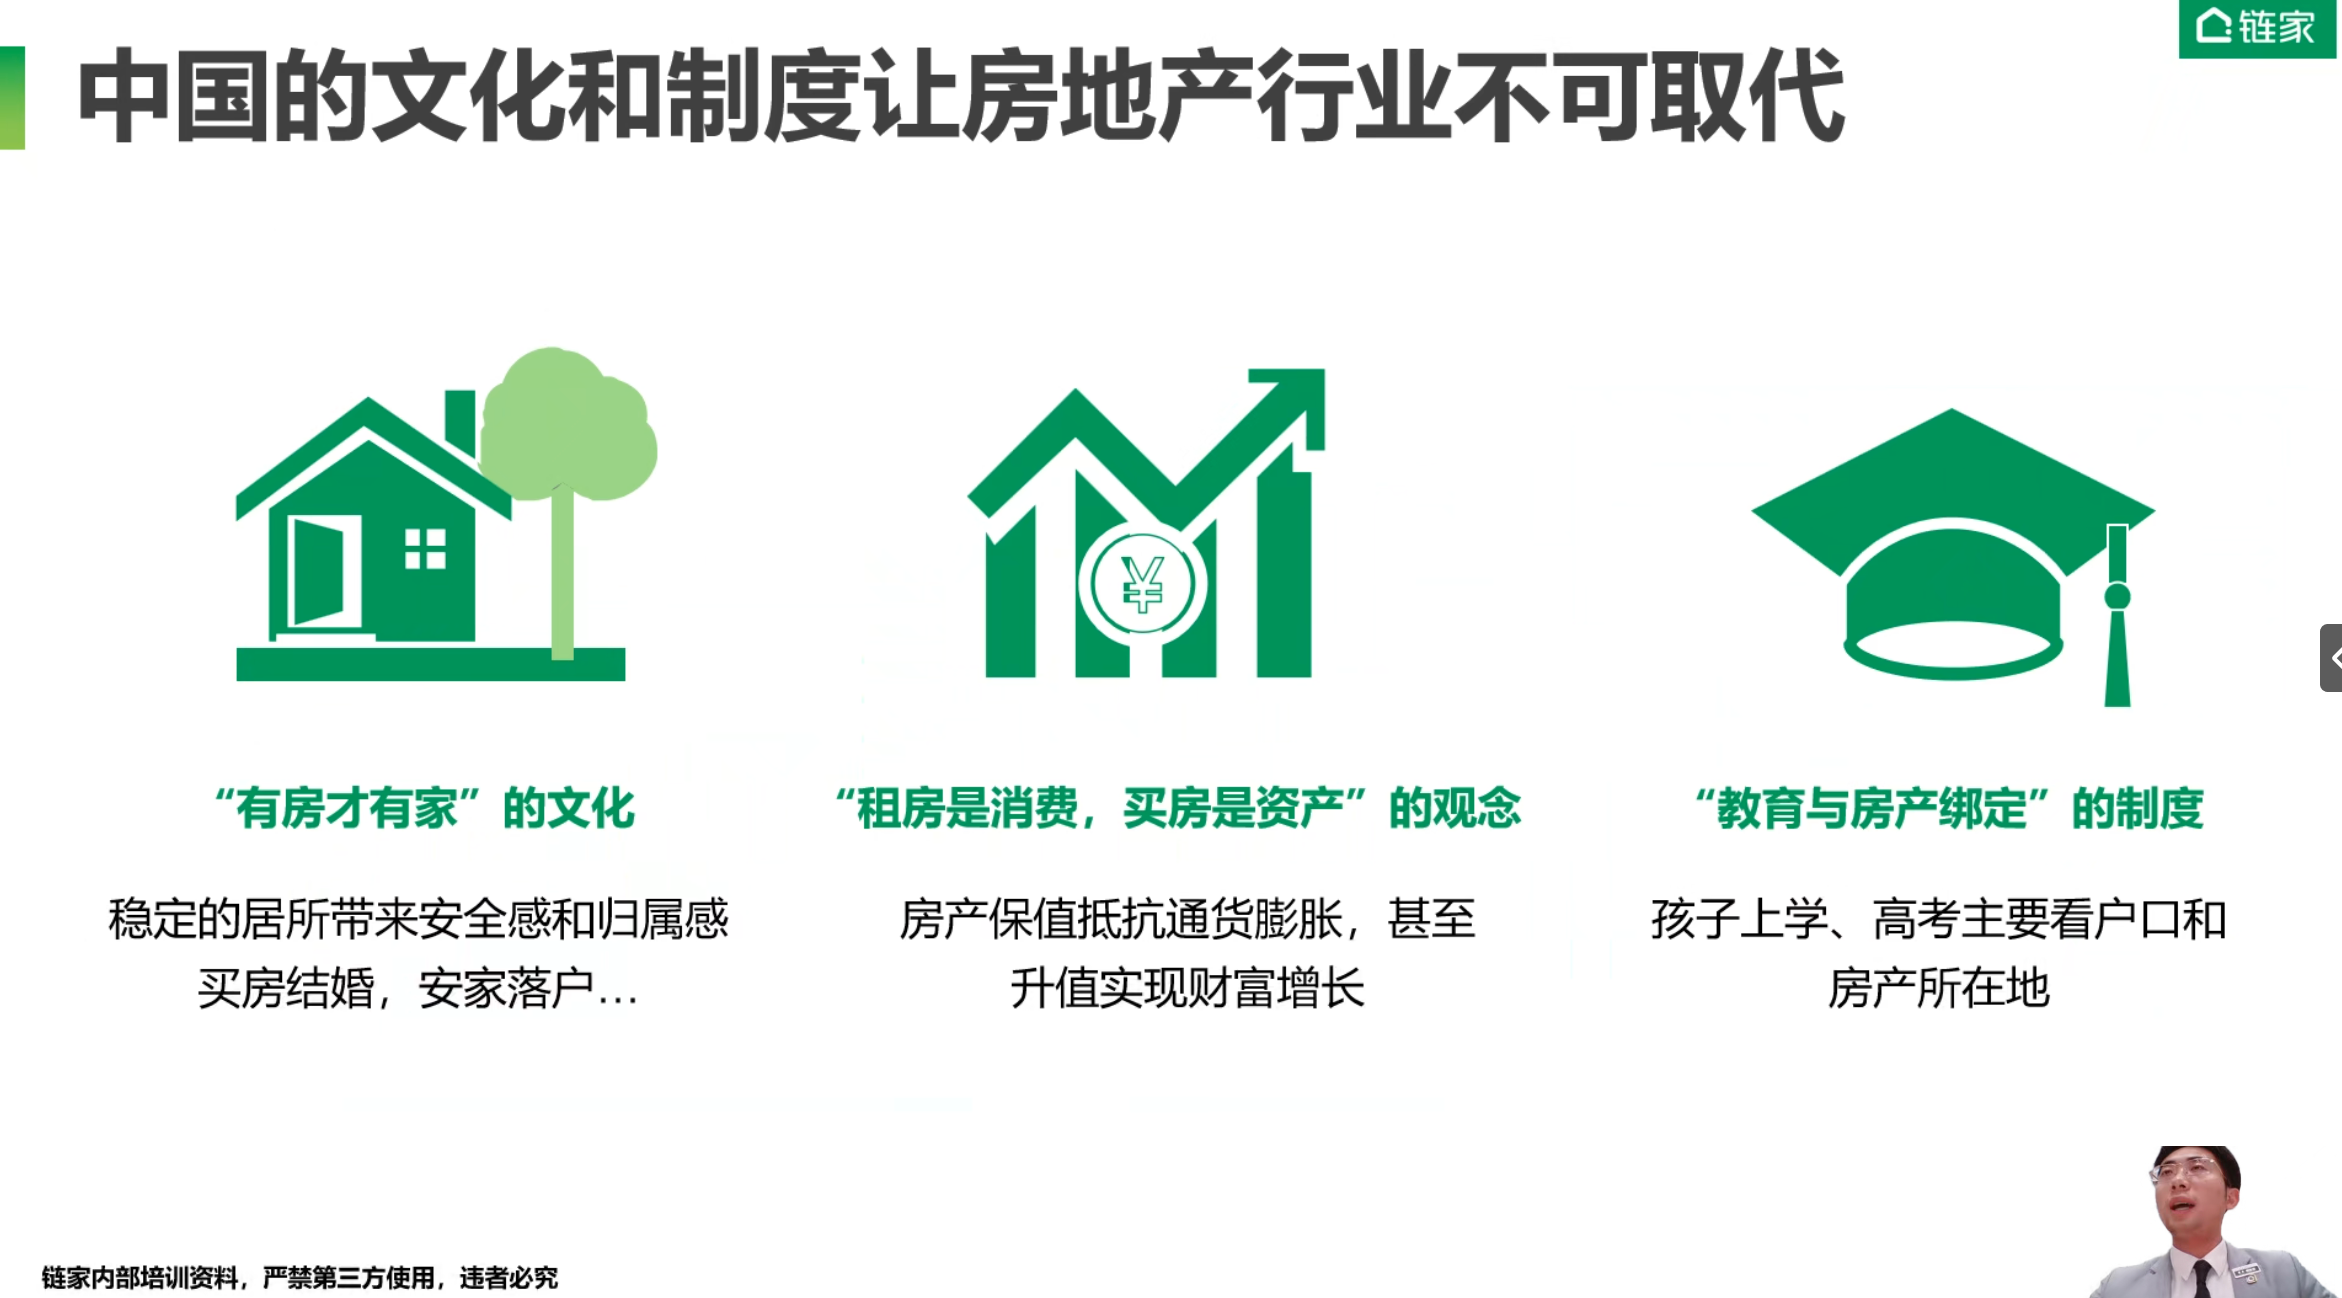 链家
中国的文化和制度让房地产行业不可取代
¥
“有房才有家”的文化
稳定的居所带来安全感和归属感
买房结婚，安家落户…
“租房是消费，买房是资产”的观念
房产保值抵抗通货膨胀，甚至
升值实现财富增长
“教育与房产绑定”的制度
孩子上学、高考主要看户口和
房产所在地
链家内部培训资料，严禁第三方使用，违者必究